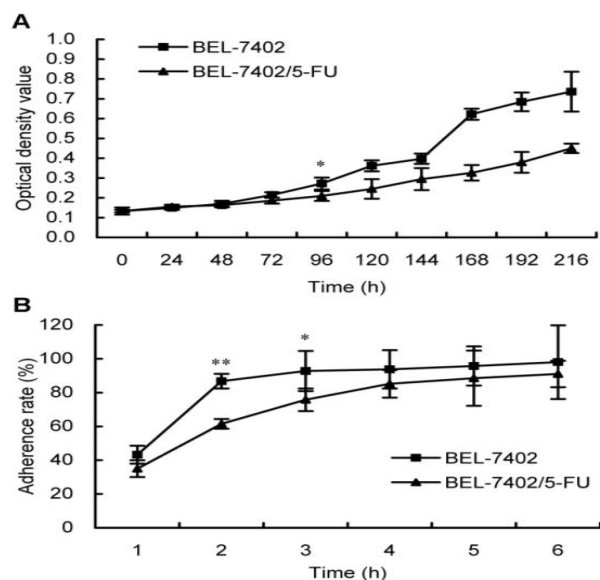 A
Optical density value
1.0
0.9
0.8
0.7
0.6
0.5
0.4
0.3
0.2
0.1
0.0
BEL-7402
BEL-7402/5-FU
*
0 24 48 72 96 120 144 168 192 216
Time (h)
B
Adherence rate (%)
120
100
80
60
40
20
0
** *
BEL-7402
BEL-7402/5-FU
1 2 3 4 5 6
Time (h)